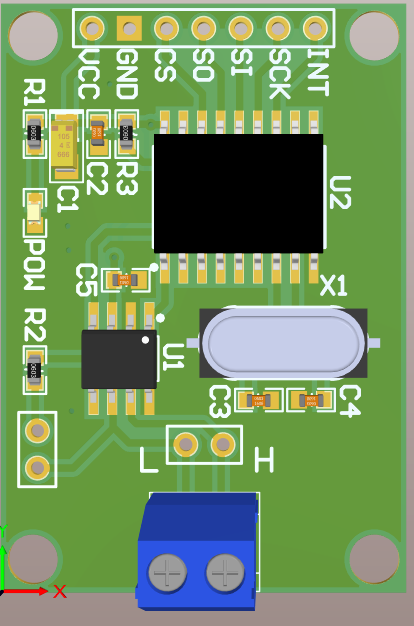 VCC GND CS SO SI SCK INT
R1
C1
C2
R3
105
U2
POW
C5
X1
R2
U1
C3
C4
L
H
Y
X